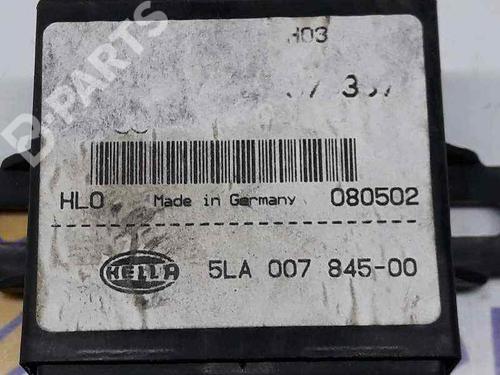 H03
HLO Made in Germany 080502
HELLA 5LA 007 845-00
B-PARTS